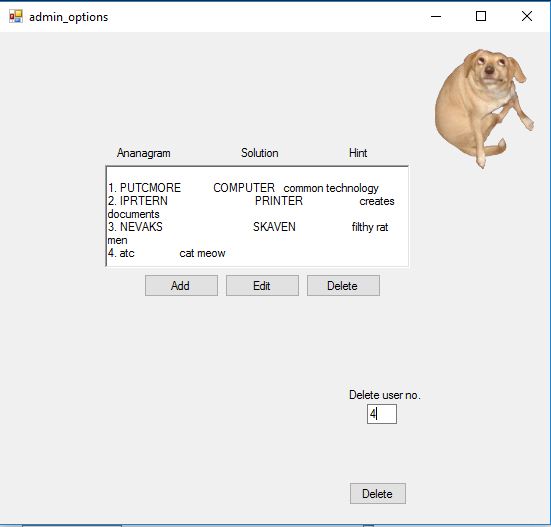 admin_options
Ananagram Solution Hint
1. PUTCMORE COMPUTER common technology
2. IPRTERN PRINTER creates
documents
3. NEVAKS SKAVEN filthy rat
men
4. atc cat meow
Add Edit Delete
Delete user no.
4
Delete